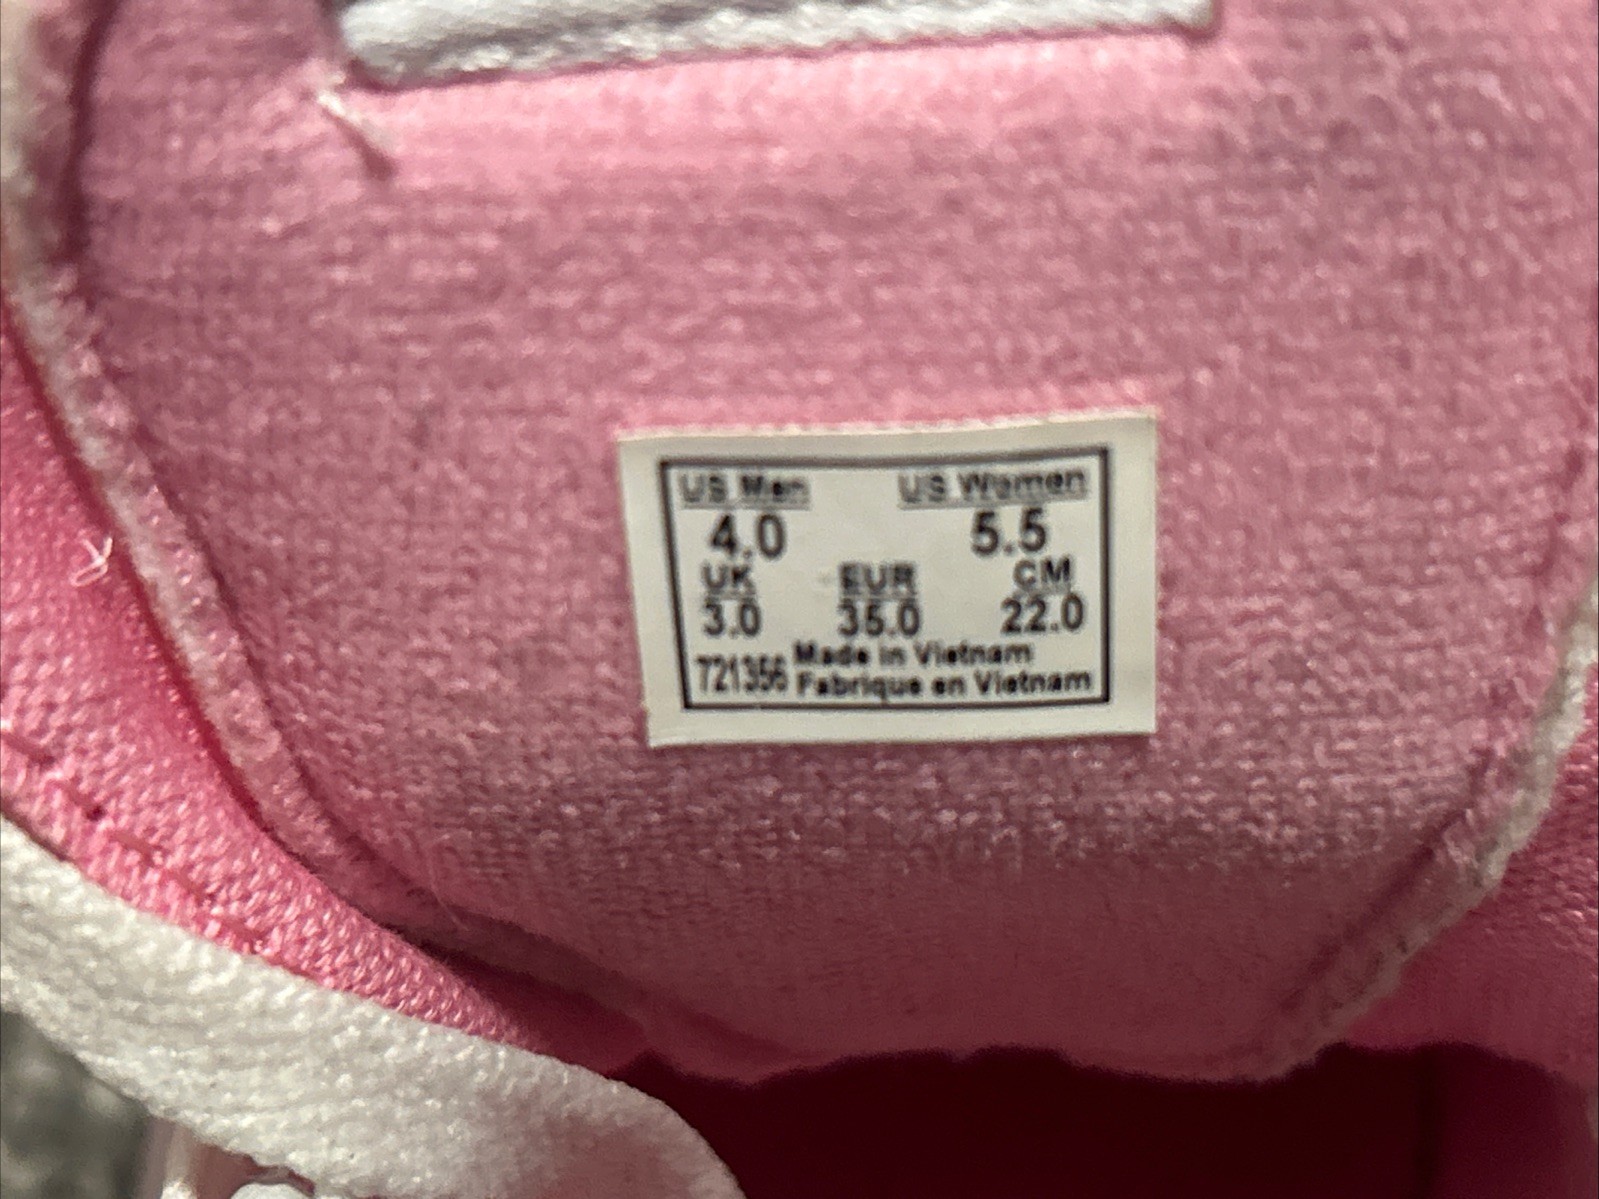 US Men US Women
4.0 5.5
UK EUR CM
3.0 35.0 22.0
721356 Made in Vietnam
Fabrique en Vietnam